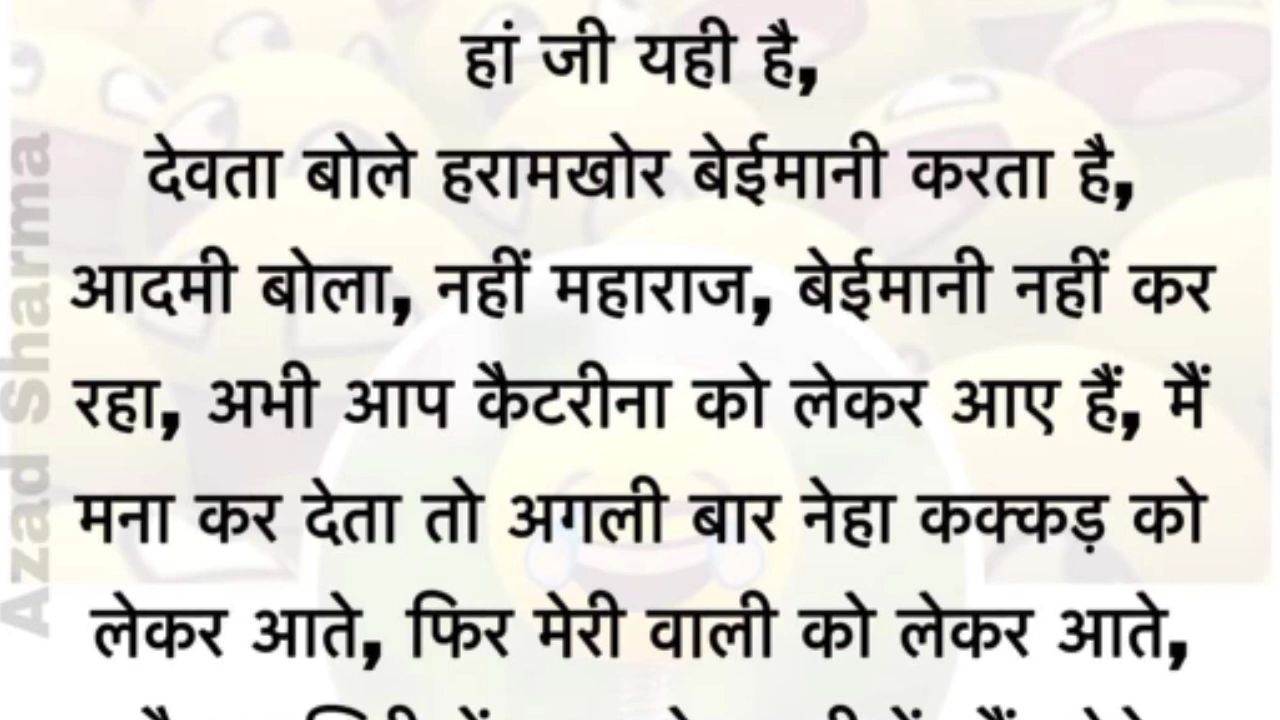 हां जी यही है,
देवता बोले हरामखोर बेईमानी करता है,
आदमी बोला, नहीं महाराज, बेईमानी नहीं कर
रहा, अभी आप कैटरीना को लेकर आए हैं, मैं
मना कर देता तो अगली बार नेहा कक्कड़ को
लेकर आते, फिर मेरी वाली को लेकर आते,
Azad Sharma